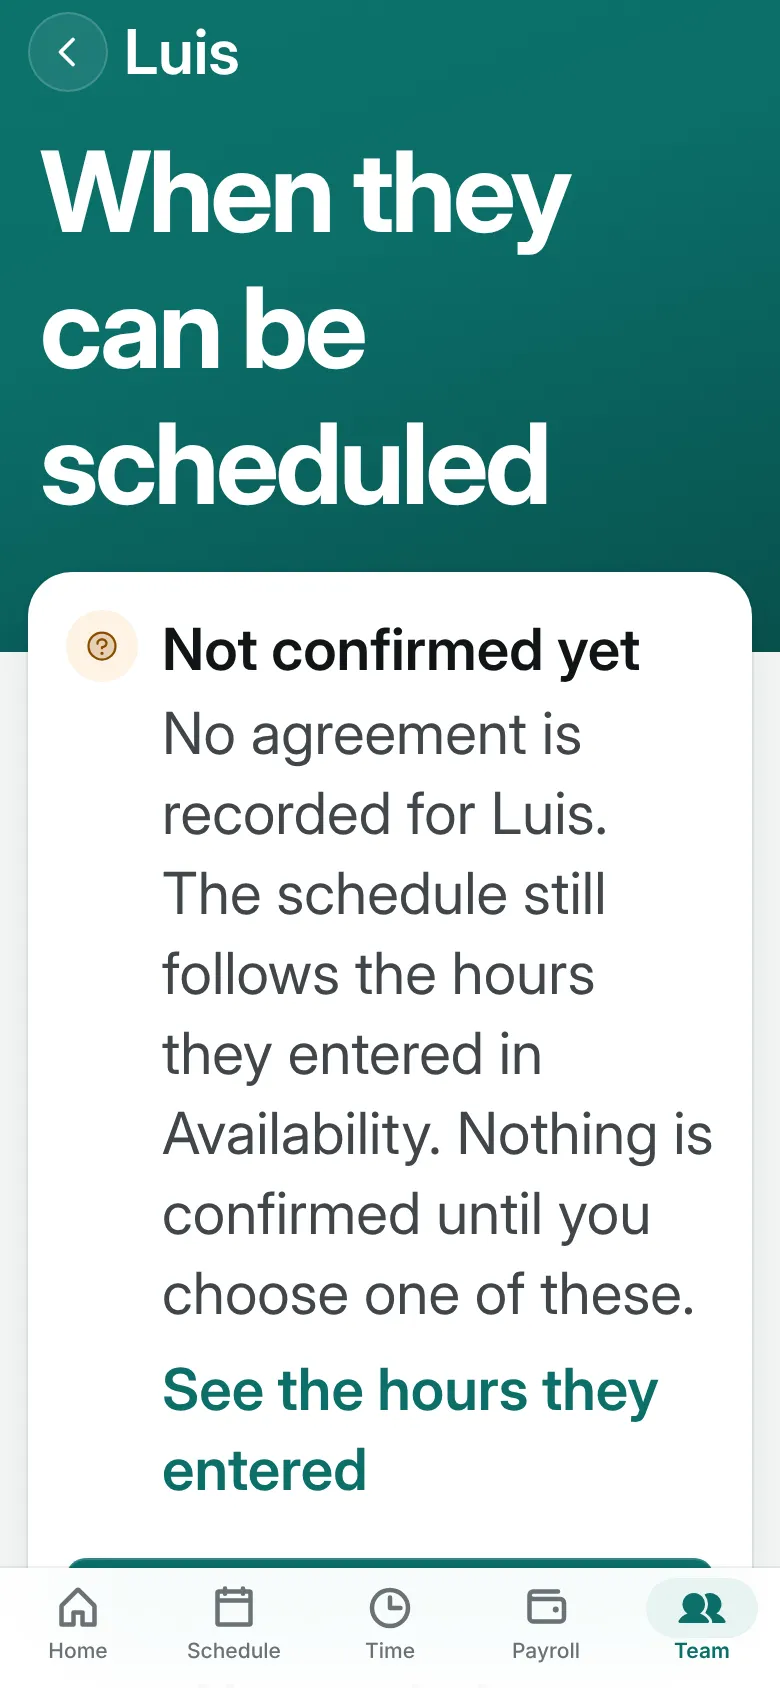 Luis
When they
can be
scheduled
Not confirmed yet
No agreement is
recorded for Luis.
The schedule still
follows the hours
they entered in
Availability. Nothing is
confirmed until you
choose one of these.
See the hours they
entered
Home
Schedule
Time
Payroll
Team